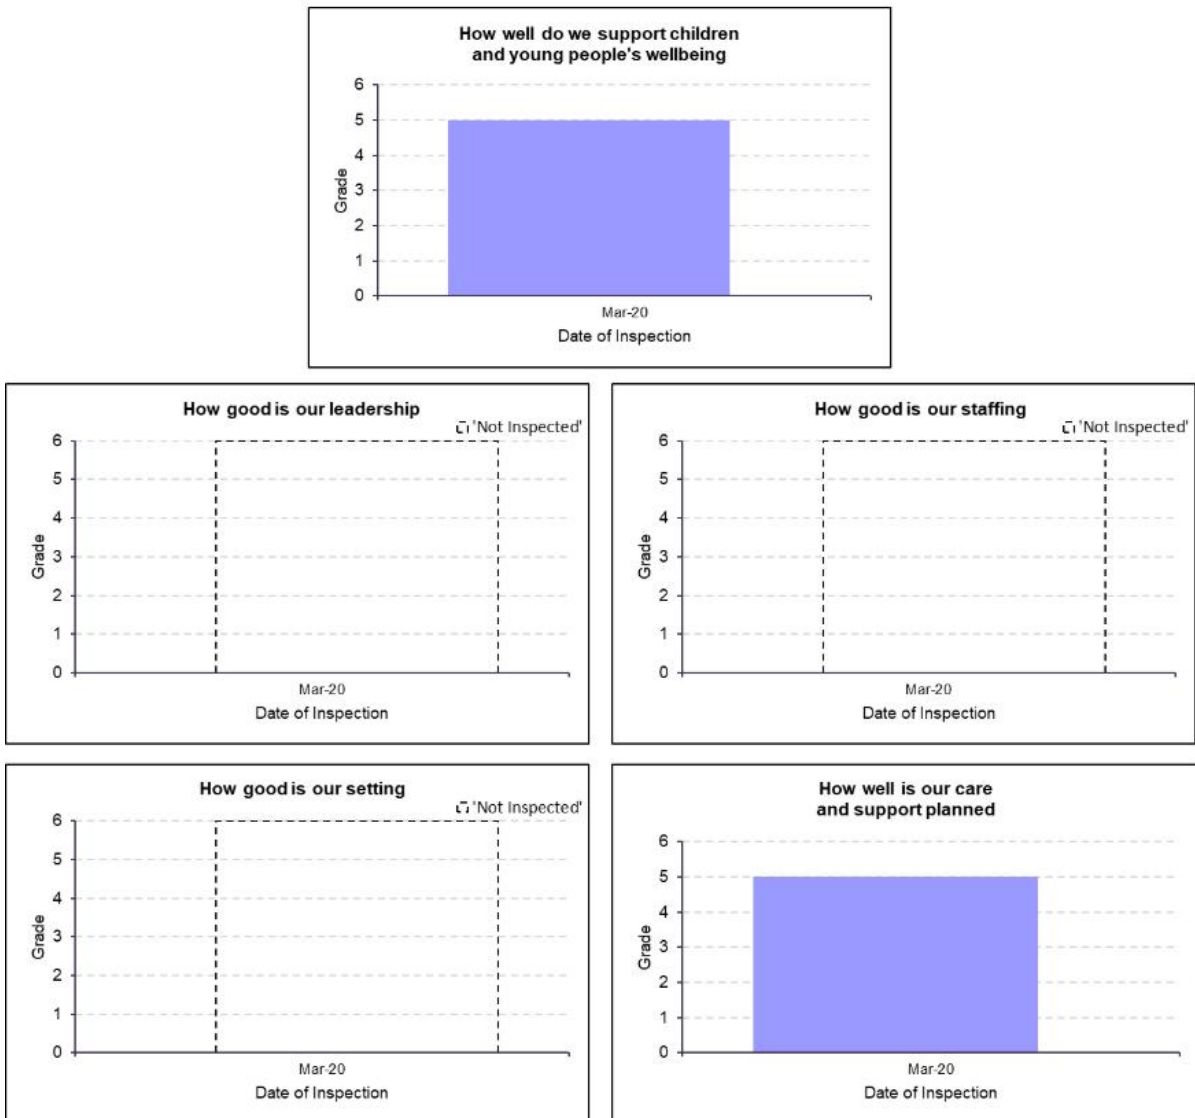 How well do we support children
and young people's wellbeing
6
5
4
3
2
1
0
Grade
Mar-20
Date of Inspection
How good is our leadership
'Not Inspected'
6
5
4
3
2
1
0
Grade
Mar-20
Date of Inspection
How good is our staffing
'Not Inspected'
6
5
4
3
2
1
0
Grade
Mar-20
Date of Inspection
How good is our setting
'Not Inspected'
6
5
4
3
2
1
0
Grade
Mar-20
Date of Inspection
How well is our care
and support planned
6
5
4
3
2
1
0
Grade
Mar-20
Date of Inspection